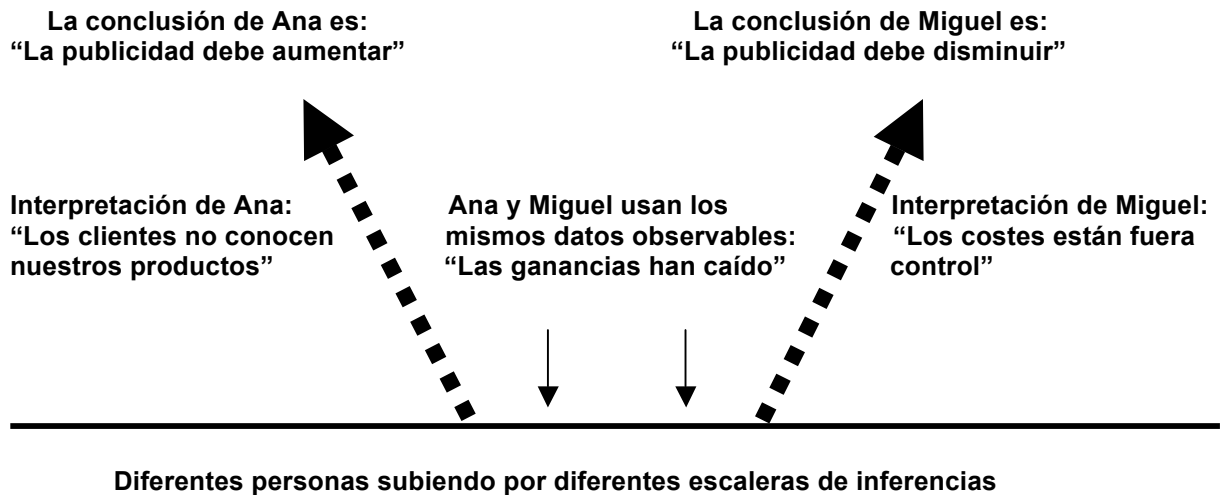 La conclusión de Ana es:
“La publicidad debe aumentar”
La conclusión de Miguel es:
“La publicidad debe disminuir”
Interpretación de Ana:
“Los clientes no conocen
nuestros productos”
Ana y Miguel usan los
mismos datos observables:
“Las ganancias han caído”
Interpretación de Miguel:
“Los costes están fuera
control”
Diferentes personas subiendo por diferentes escaleras de inferencias